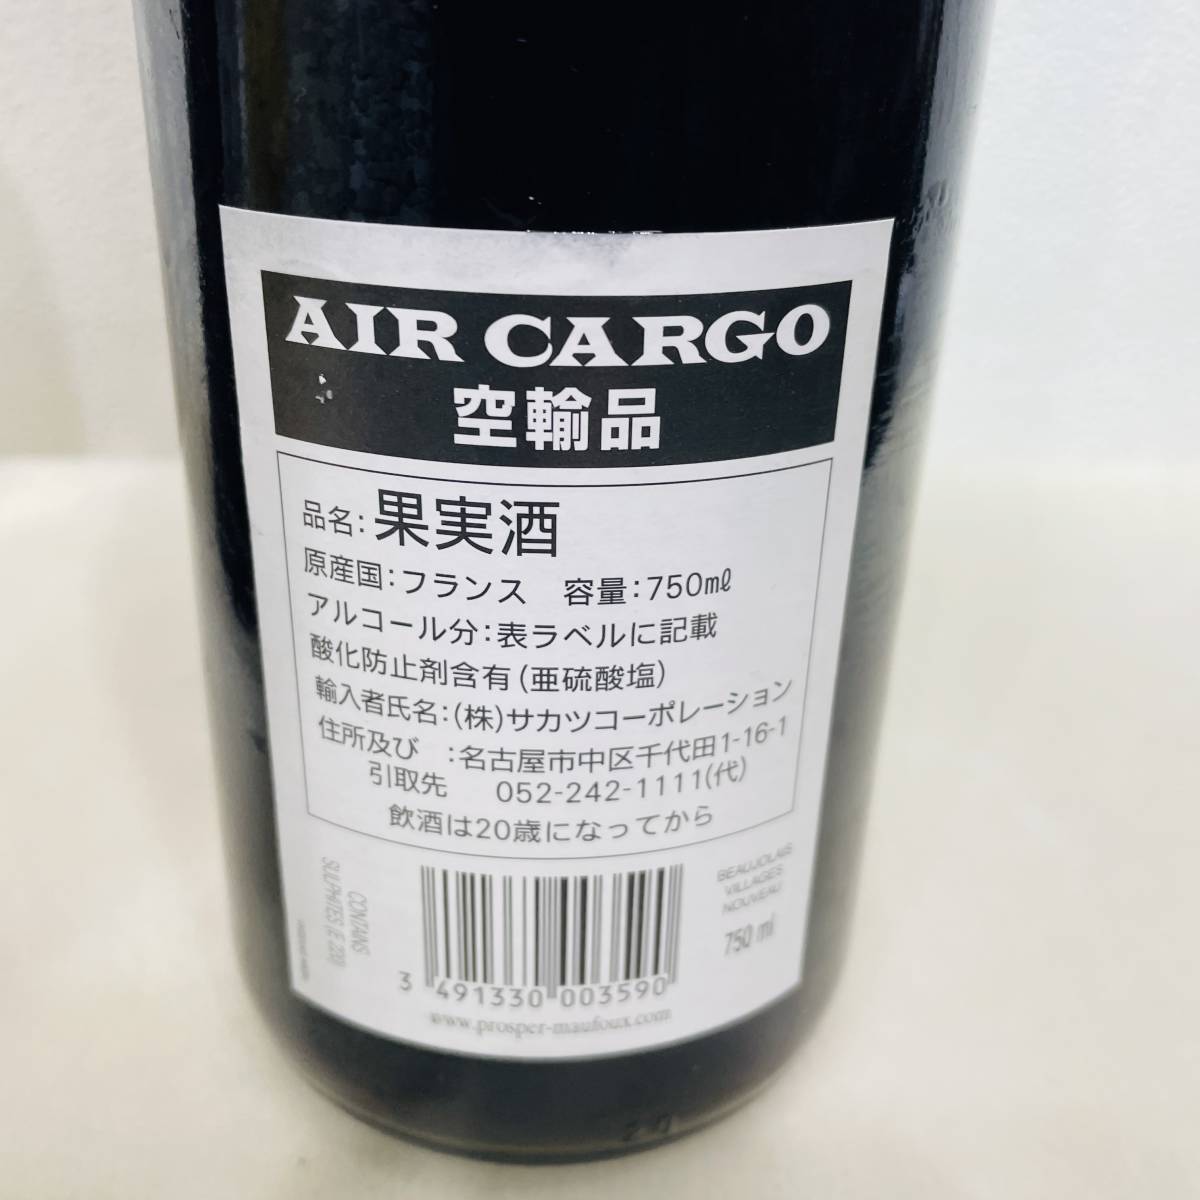 AIR CARGO
空輸品
品名:果実酒
原産国:フランス 容量:750mℓ
アルコール分:表ラベルに記載
酸化防止剤含有(亜硫酸塩)
輸入者氏名:(株)サカツコーポレーション
住所及び :名古屋市中区千代田1-16-1
引取先 052-242-1111(代)
飲酒は20歳になってから
CONTAINS
SULPHITES (E 220)
BEAUJOLAIS
VILLAGES
NOUVEAU
750 ml
3 491330 003590
www.prosper-maufoux.com